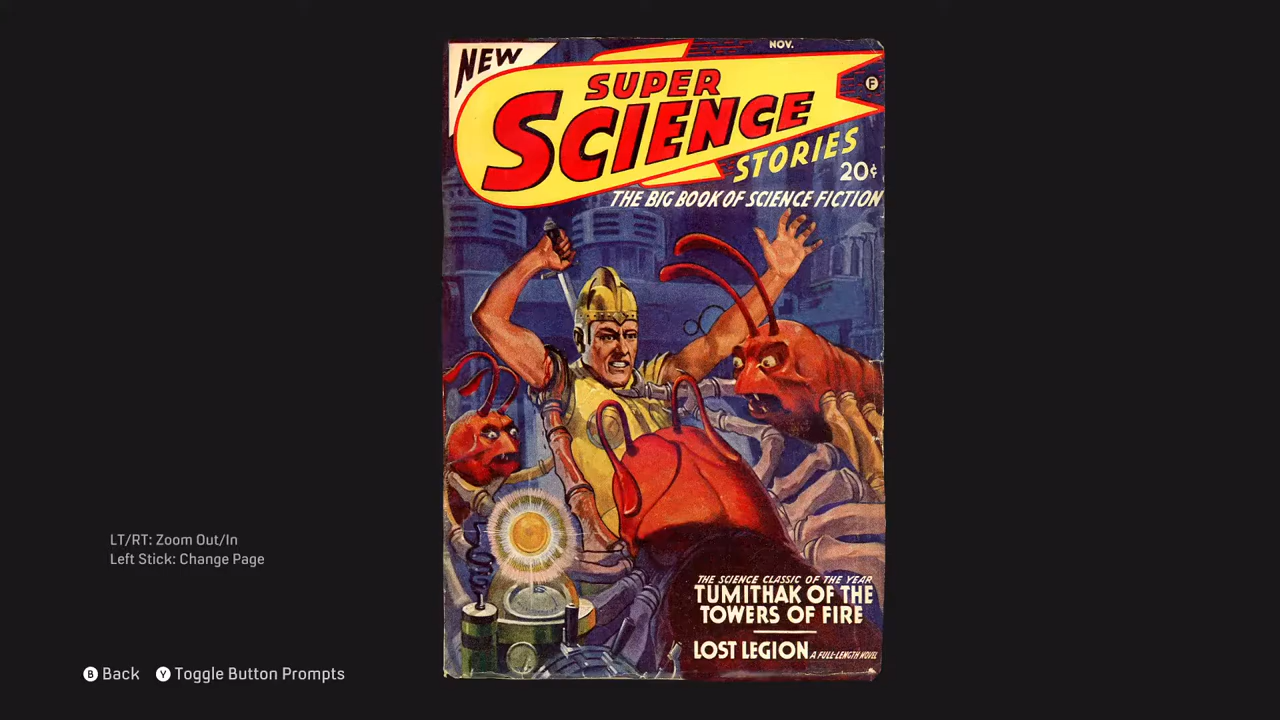 NEW
NOV.
F
SUPER
SCIENCE
STORIES
20¢
THE BIG BOOK OF SCIENCE FICTION
THE SCIENCE CLASSIC OF THE YEAR
TUMITHAK OF THE
TOWERS OF FIRE
LOST LEGION A FULL-LENGTH NOVEL
LT/RT: Zoom Out/In
Left Stick: Change Page
B Back Y Toggle Button Prompts